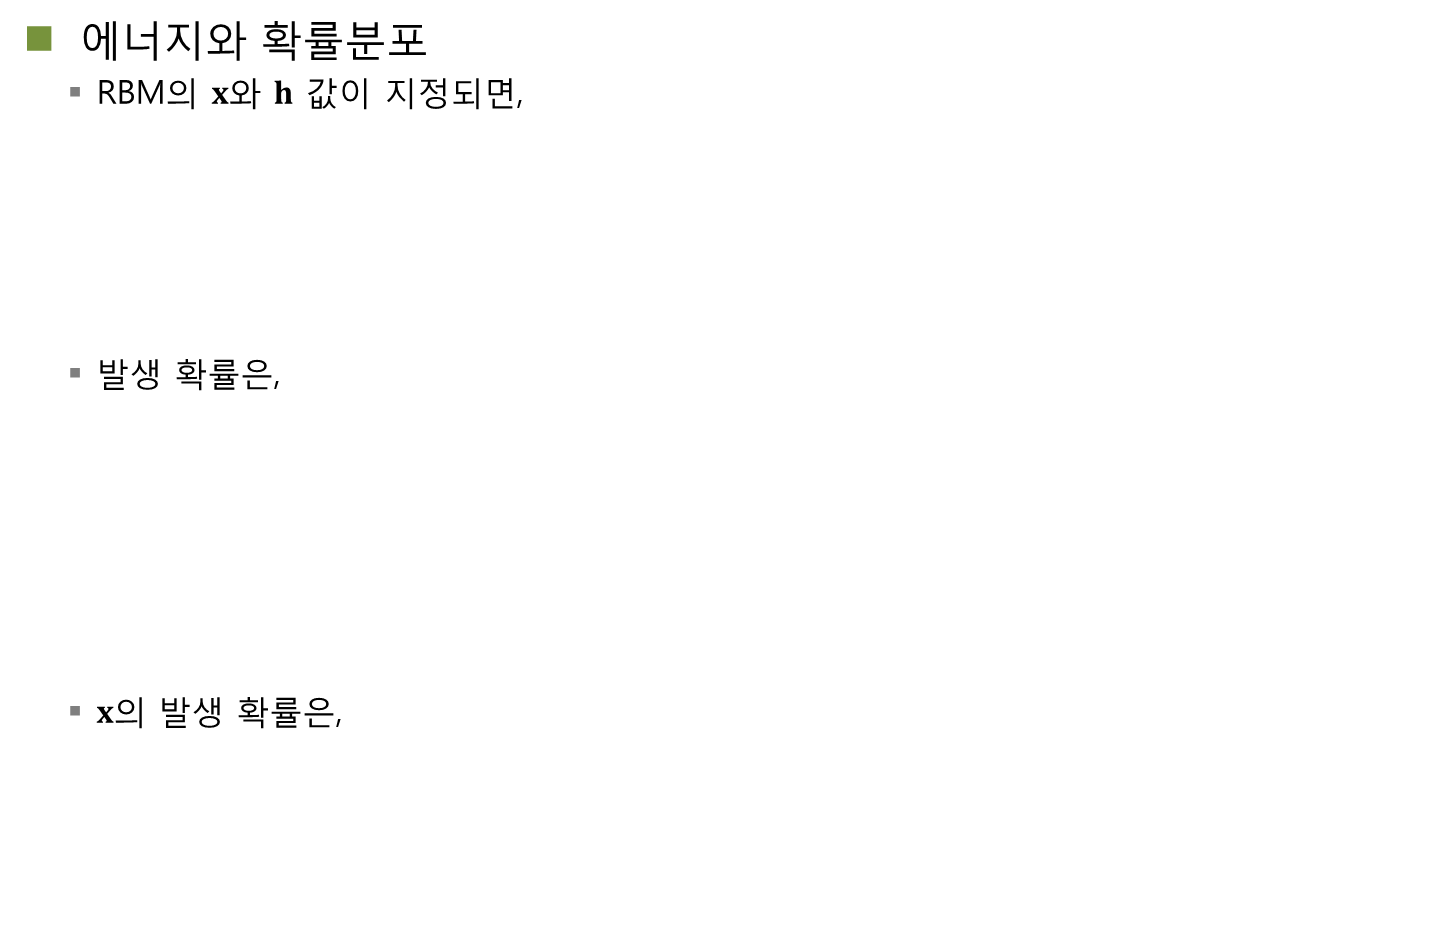 에너지와 확률분포
RBM의 x와 h 값이 지정되면,
발생 확률은,
x의 발생 확률은,